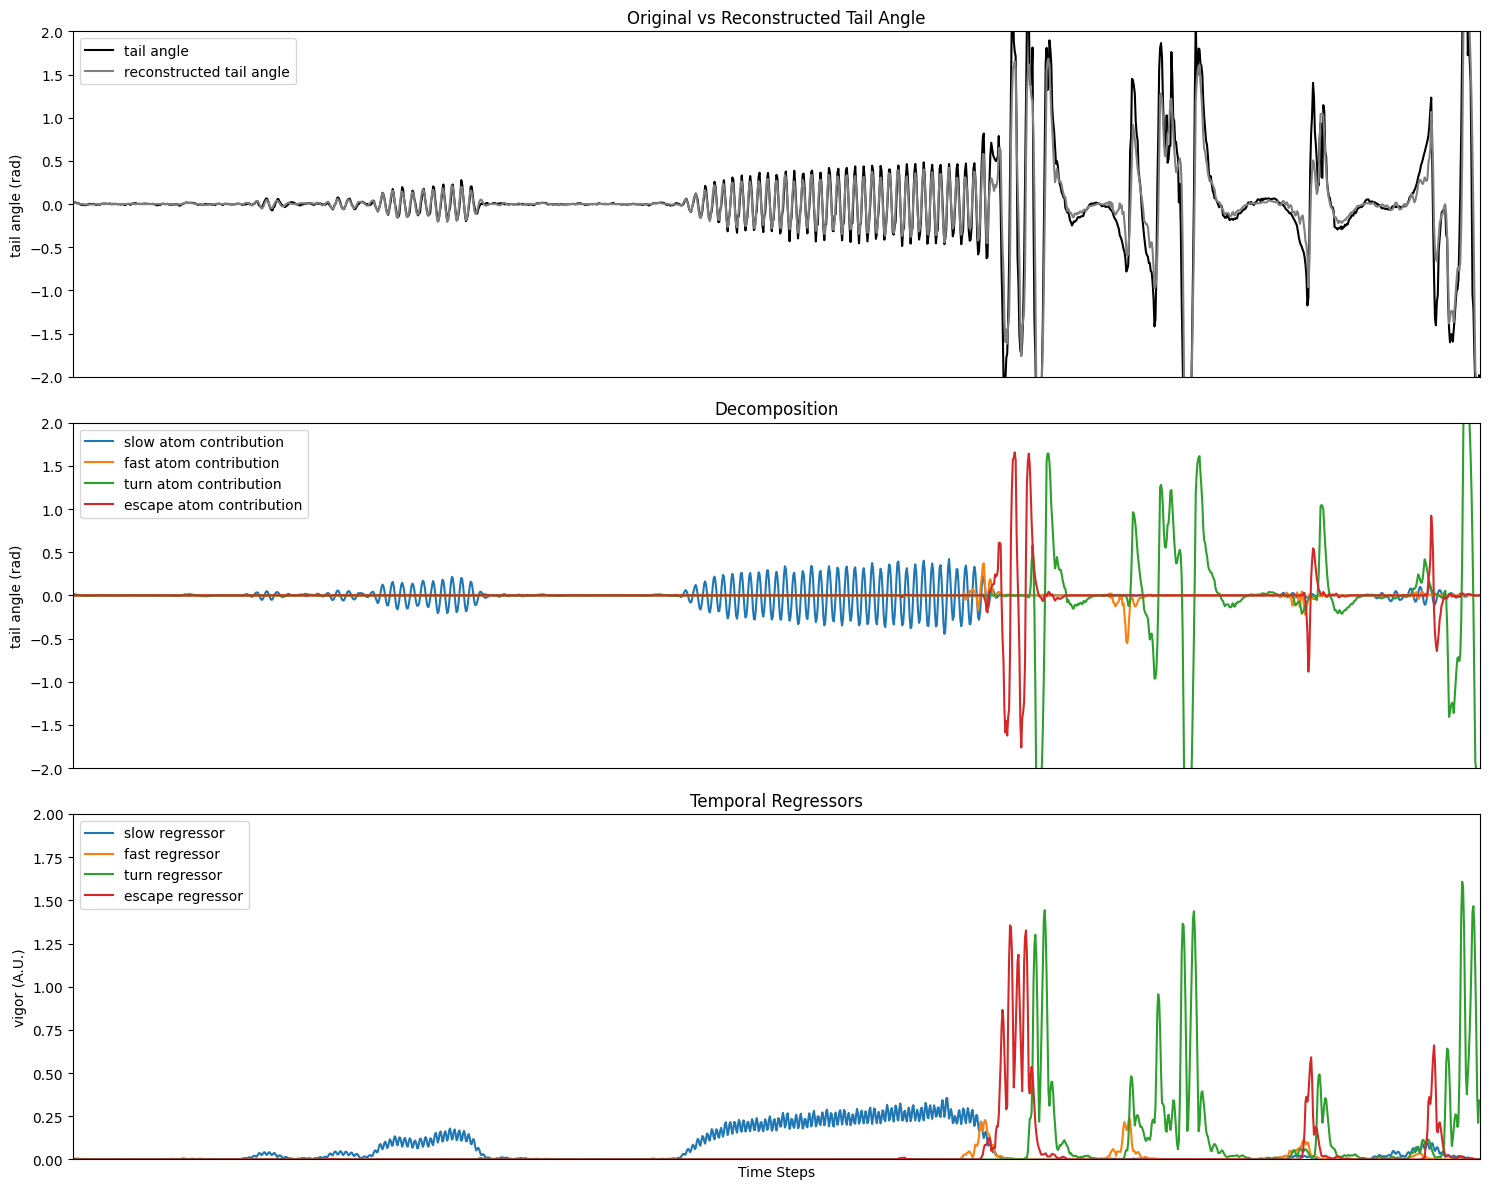 Original vs Reconstructed Tail Angle
tail angle
reconstructed tail angle
2.0
1.5
1.0
0.5
0.0
−0.5
−1.0
−1.5
−2.0
tail angle (rad)
Decomposition
slow atom contribution
fast atom contribution
turn atom contribution
escape atom contribution
2.0
1.5
1.0
0.5
0.0
−0.5
−1.0
−1.5
−2.0
tail angle (rad)
Temporal Regressors
slow regressor
fast regressor
turn regressor
escape regressor
2.00
1.75
1.50
1.25
1.00
0.75
0.50
0.25
0.00
vigor (A.U.)
Time Steps